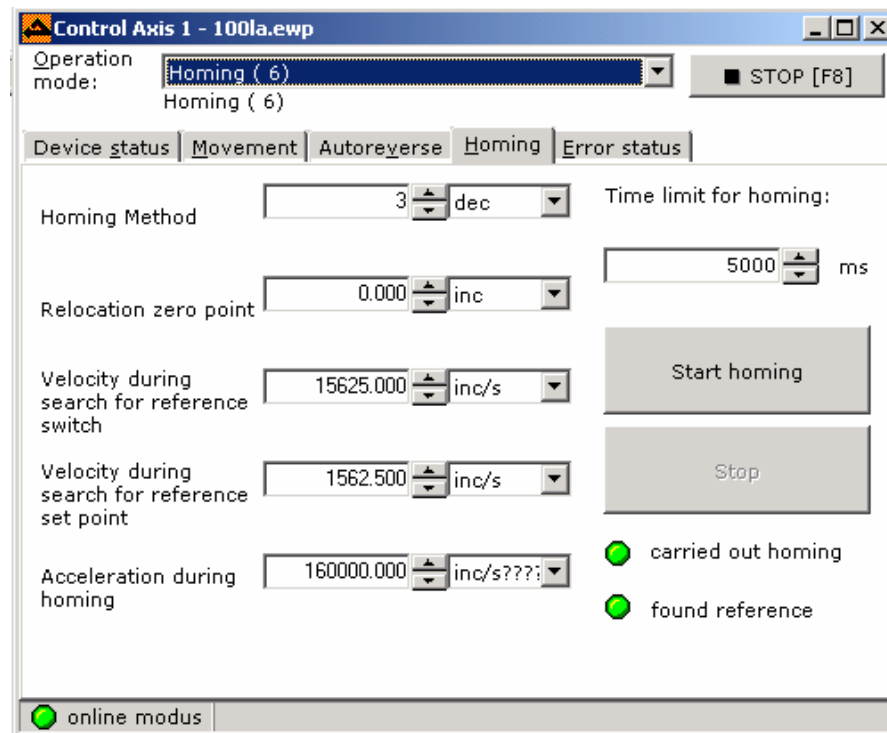 Control Axis 1 - 100la.ewp
Operation mode:
Homing ( 6)
STOP [F8]
Homing ( 6)
Device status
Movement
Autoreverse
Homing
Error status
Homing Method
3
dec
Time limit for homing:
5000
ms
Relocation zero point
0.000
inc
Velocity during
search for reference
switch
15625.000
inc/s
Start homing
Velocity during
search for reference
set point
1562.500
inc/s
Stop
Acceleration during
homing
160000.000
inc/s????
carried out homing
found reference
online modus